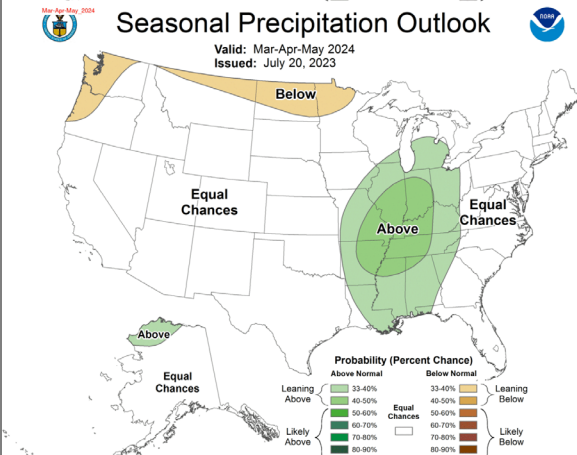 Mar-Apr-May_2024
Seasonal Precipitation Outlook
NOAA
Valid: Mar-Apr-May 2024
Issued: July 20, 2023
Below
Equal
Chances
Above
Equal
Chances
Above
Equal
Chances
Probability (Percent Chance)
Above Normal
Below Normal
Leaning
Above
33-40%
40-50%
Likely
Above
50-60%
60-70%
70-80%
80-90%
Equal
Chances
33-40%
40-50%
Leaning
Below
50-60%
60-70%
70-80%
80-90%
Likely
Below